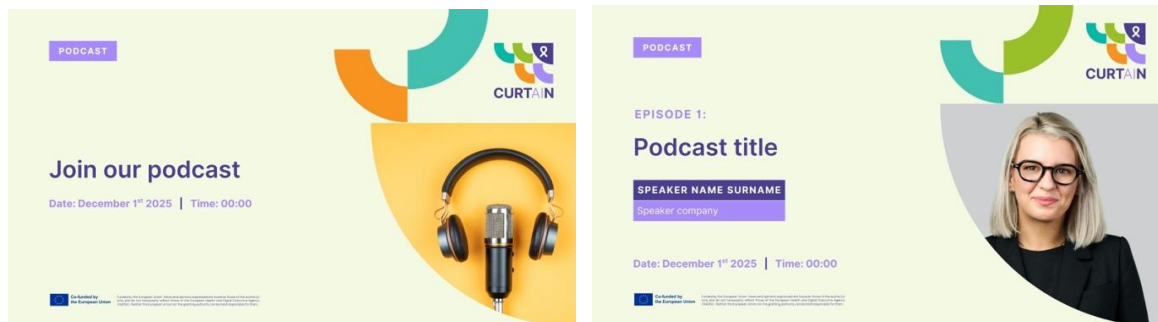 PODCAST
CURTAIN
Join our podcast
Date: December 1st 2025 | Time: 00:00
Co-funded by
the European Union
PODCAST
CURTAIN
EPISODE 1:
Podcast title
SPEAKER NAME SURNAME
Speaker company
Date: December 1st 2025 | Time: 00:00
Co-funded by
the European Union